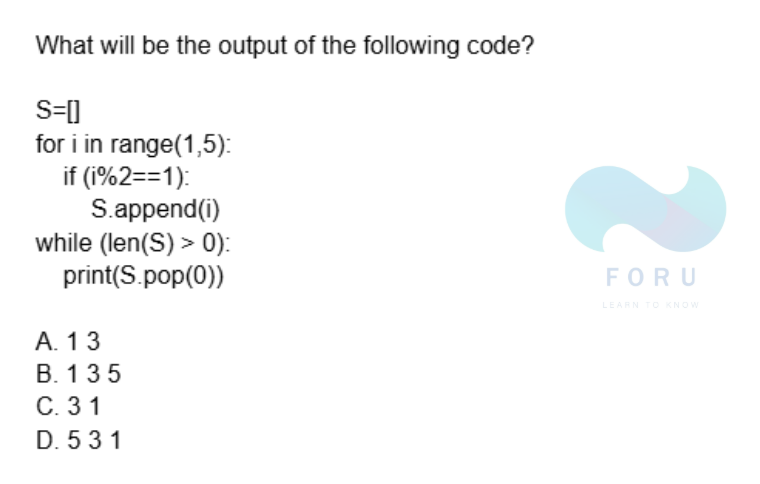 What will be the output of the following code?
S=[]
for i in range(1,5):
if (i%2==1):
S.append(i)
while (len(S) > 0):
print(S.pop(0))
A. 1 3
B. 1 3 5
C. 3 1
D. 5 3 1
FORU
LEARN TO KNOW